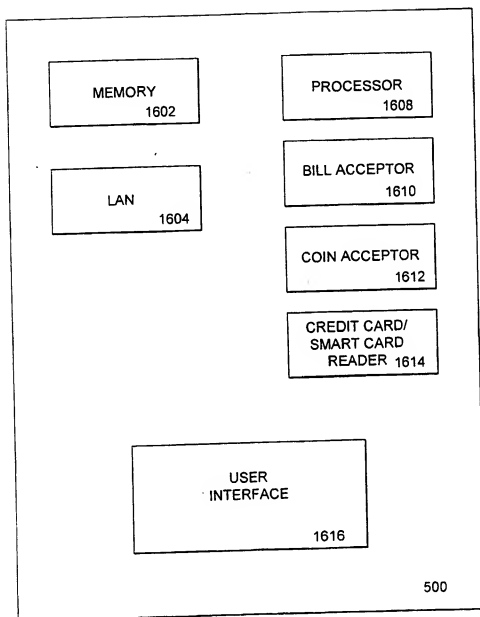 MEMORY
1602
PROCESSOR
1608
LAN
1604
BILL ACCEPTOR
1610
COIN ACCEPTOR
1612
CREDIT CARD/
SMART CARD
READER 1614
USER
INTERFACE
1616
500